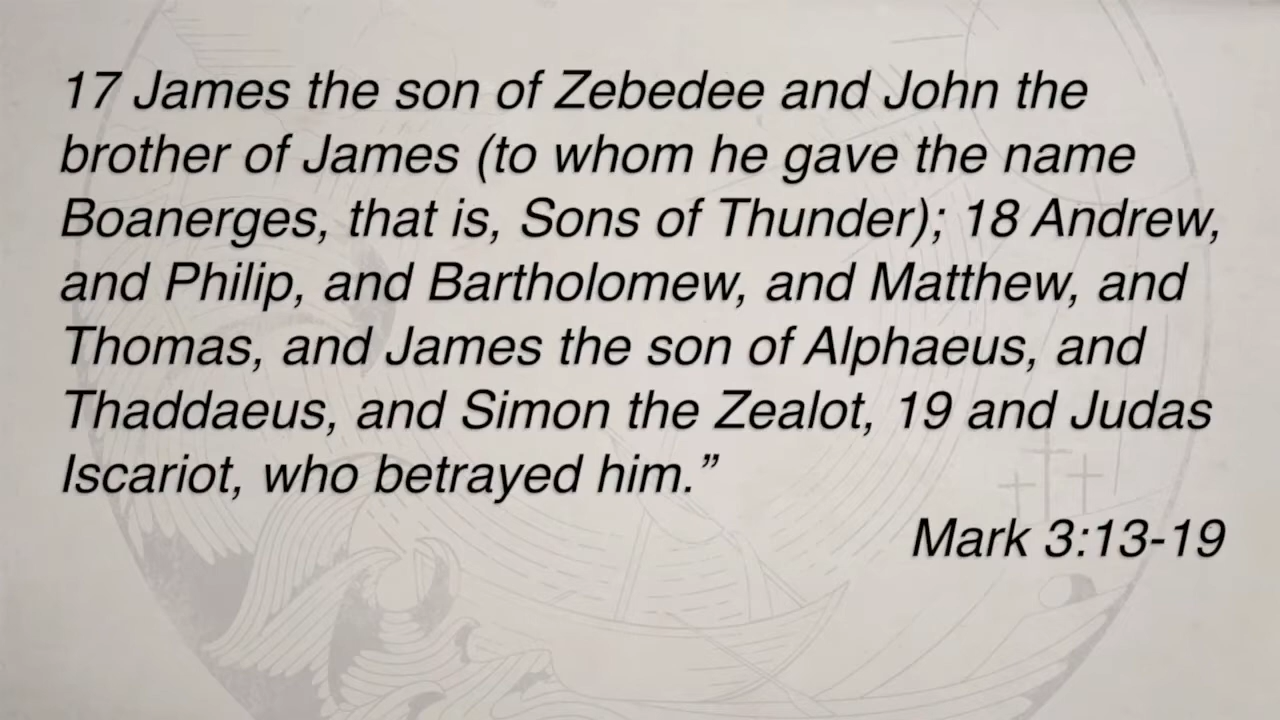 17 James the son of Zebedee and John the
brother of James (to whom he gave the name
Boanerges, that is, Sons of Thunder); 18 Andrew,
and Philip, and Bartholomew, and Matthew, and
Thomas, and James the son of Alphaeus, and
Thaddaeus, and Simon the Zealot, 19 and Judas
Iscariot, who betrayed him.”
Mark 3:13-19